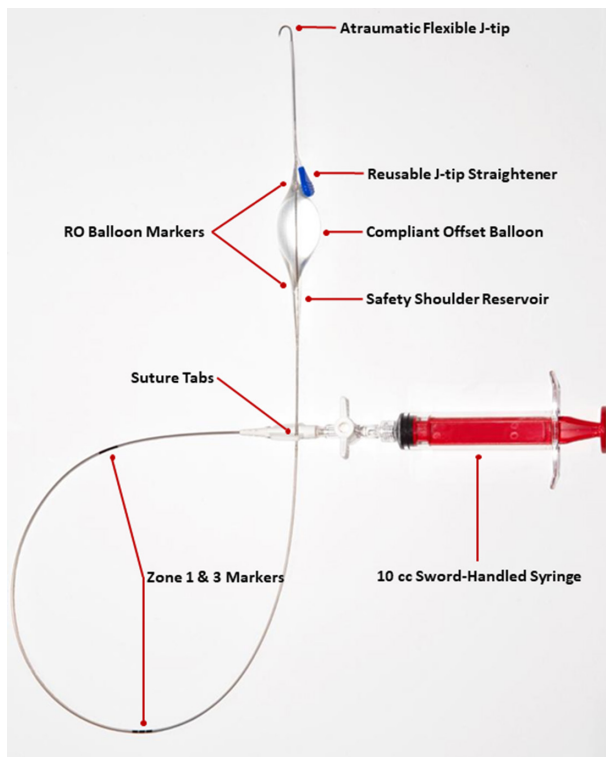 Atraumatic Flexible J-tip
Reusable J-tip Straightener
RO Balloon Markers
Compliant Offset Balloon
Safety Shoulder Reservoir
Suture Tabs
Zone 1 & 3 Markers
10 cc Sword-Handled Syringe